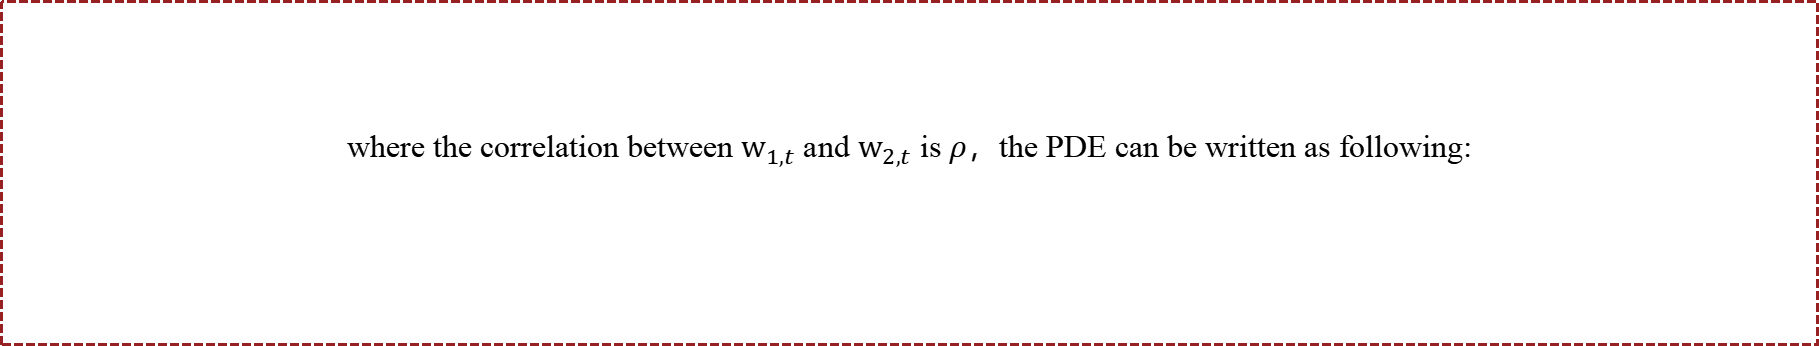 where the correlation between w₁,ₜ and w₂,ₜ is ρ, the PDE can be written as following: